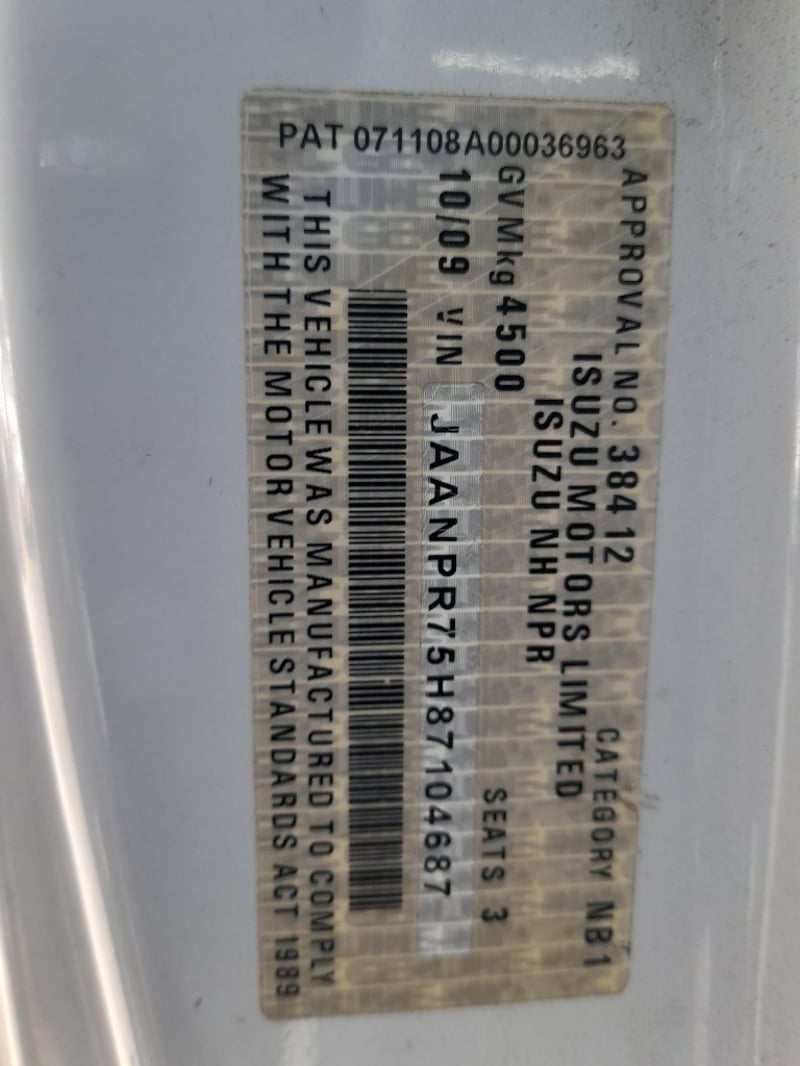 PAT 071108A00036963
APPROVAL NO. 38412 CATEGORY NB1
ISUZU MOTORS LIMITED
ISUZU NH NPR
GVMkg 4500 SEATS 3
10/09 VIN JAANPR75H87104687
THIS VEHICLE WAS MANUFACTURED TO COMPLY
WITH THE MOTOR VEHICLE STANDARDS ACT 1989